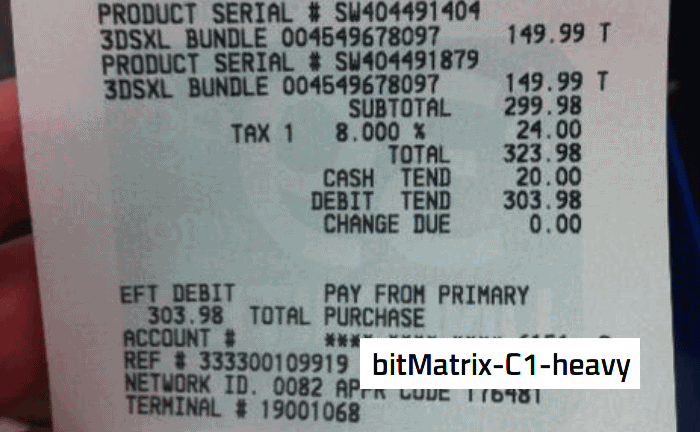 PRODUCT SERIAL # SW404491404
3DSXL BUNDLE 004549678097 149.99 T
PRODUCT SERIAL # SW404491879
3DSXL BUNDLE 004549678097 149.99 T
SUBTOTAL 299.98
TAX 1 8.000 % 24.00
TOTAL 323.98
CASH TEND 20.00
DEBIT TEND 303.98
CHANGE DUE 0.00
EFT DEBIT PAY FROM PRIMARY
303.98 TOTAL PURCHASE
ACCOUNT #
REF # 333300109919
bitMatrix-C1-heavy
NETWORK ID. 0082 APPR CODE 176481
TERMINAL # 19001068